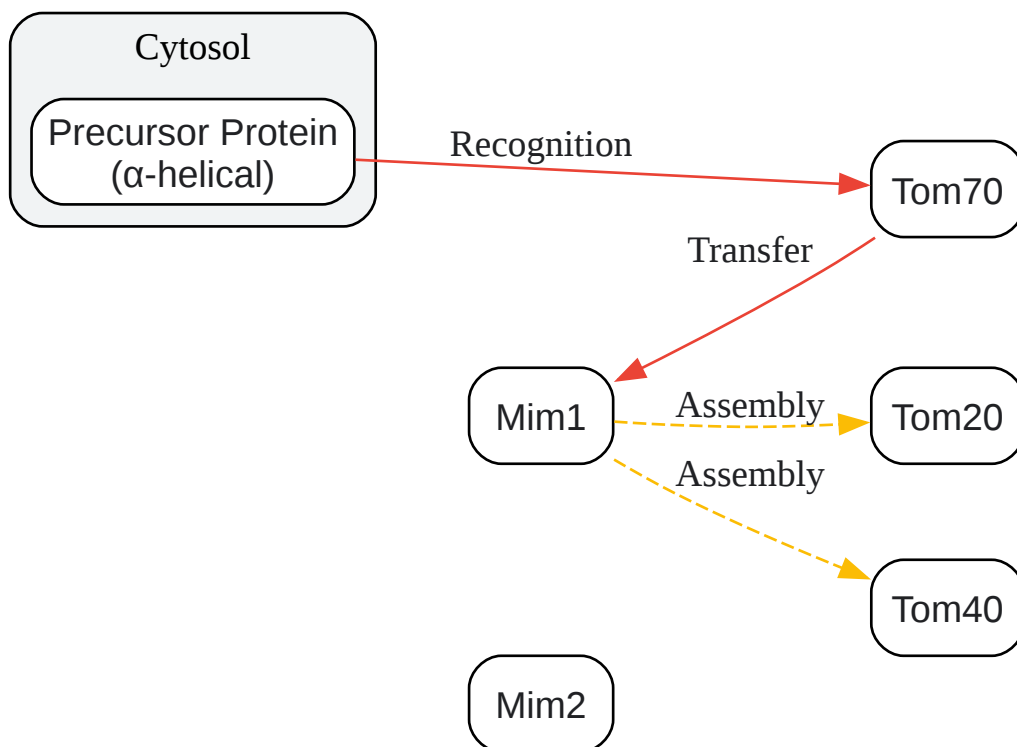 Cytosol
Precursor Protein
(α-helical)
Recognition
Tom70
Transfer
Mim1
Assembly
Tom20
Assembly
Tom40
Mim2